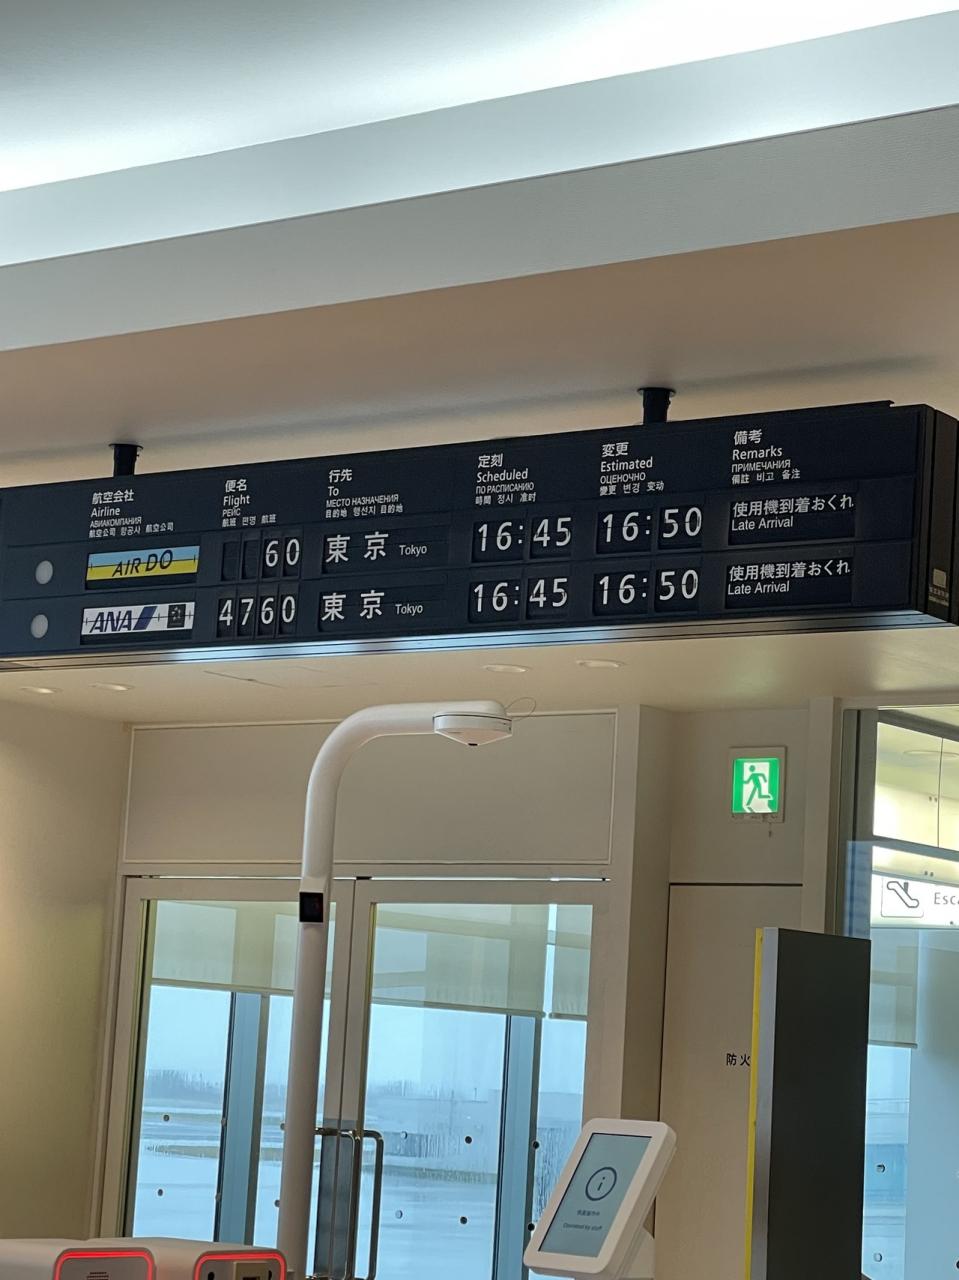 航空会社
Airline
АВИАКОМПАНИЯ
航空公司 항공사 航空公司
便名
Flight
РЕЙС
航班 편명 航班
行先
To
МЕСТО НАЗНАЧЕНИЯ
目的地 행선지 目的地
定刻
Scheduled
ПО РАСПИСАНИЮ
時間 정시 准时
変更
Estimated
ОЦЕНОЧНО
變更 변경 变动
備考
Remarks
ПРИМЕЧАНИЯ
備註 비고 备注
AIR DO 60 東京 Tokyo 16:45 16:50 使用機到着おくれ
Late Arrival
ANA 4760 東京 Tokyo 16:45 16:50 使用機到着おくれ
Late Arrival
Esca
防火
Operated by staff